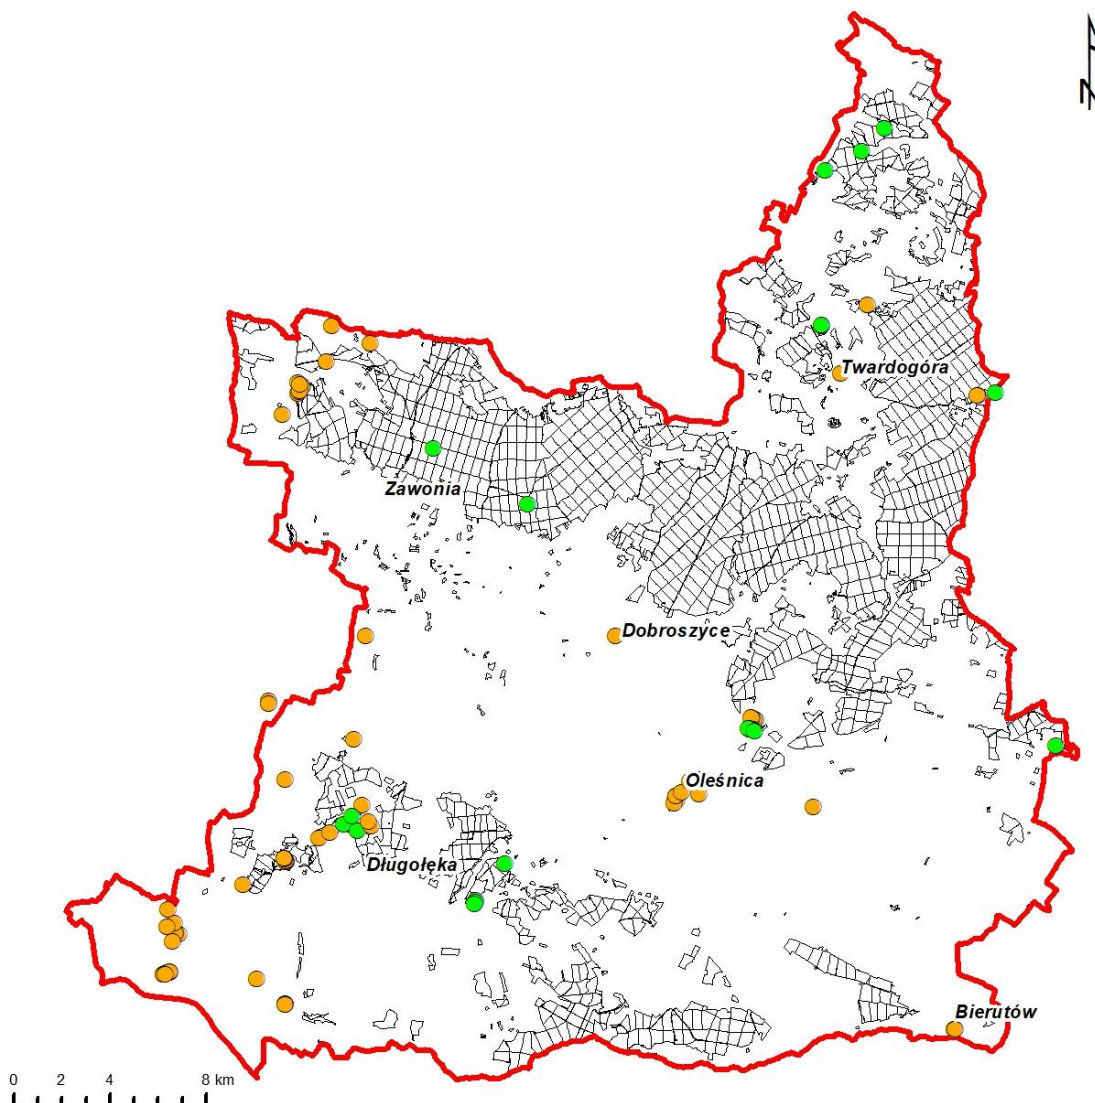 N
Twardogóra
Zawonia
Dobroszyce
Oleśnica
Długołęka
Bierutów
0 2 4 8 km